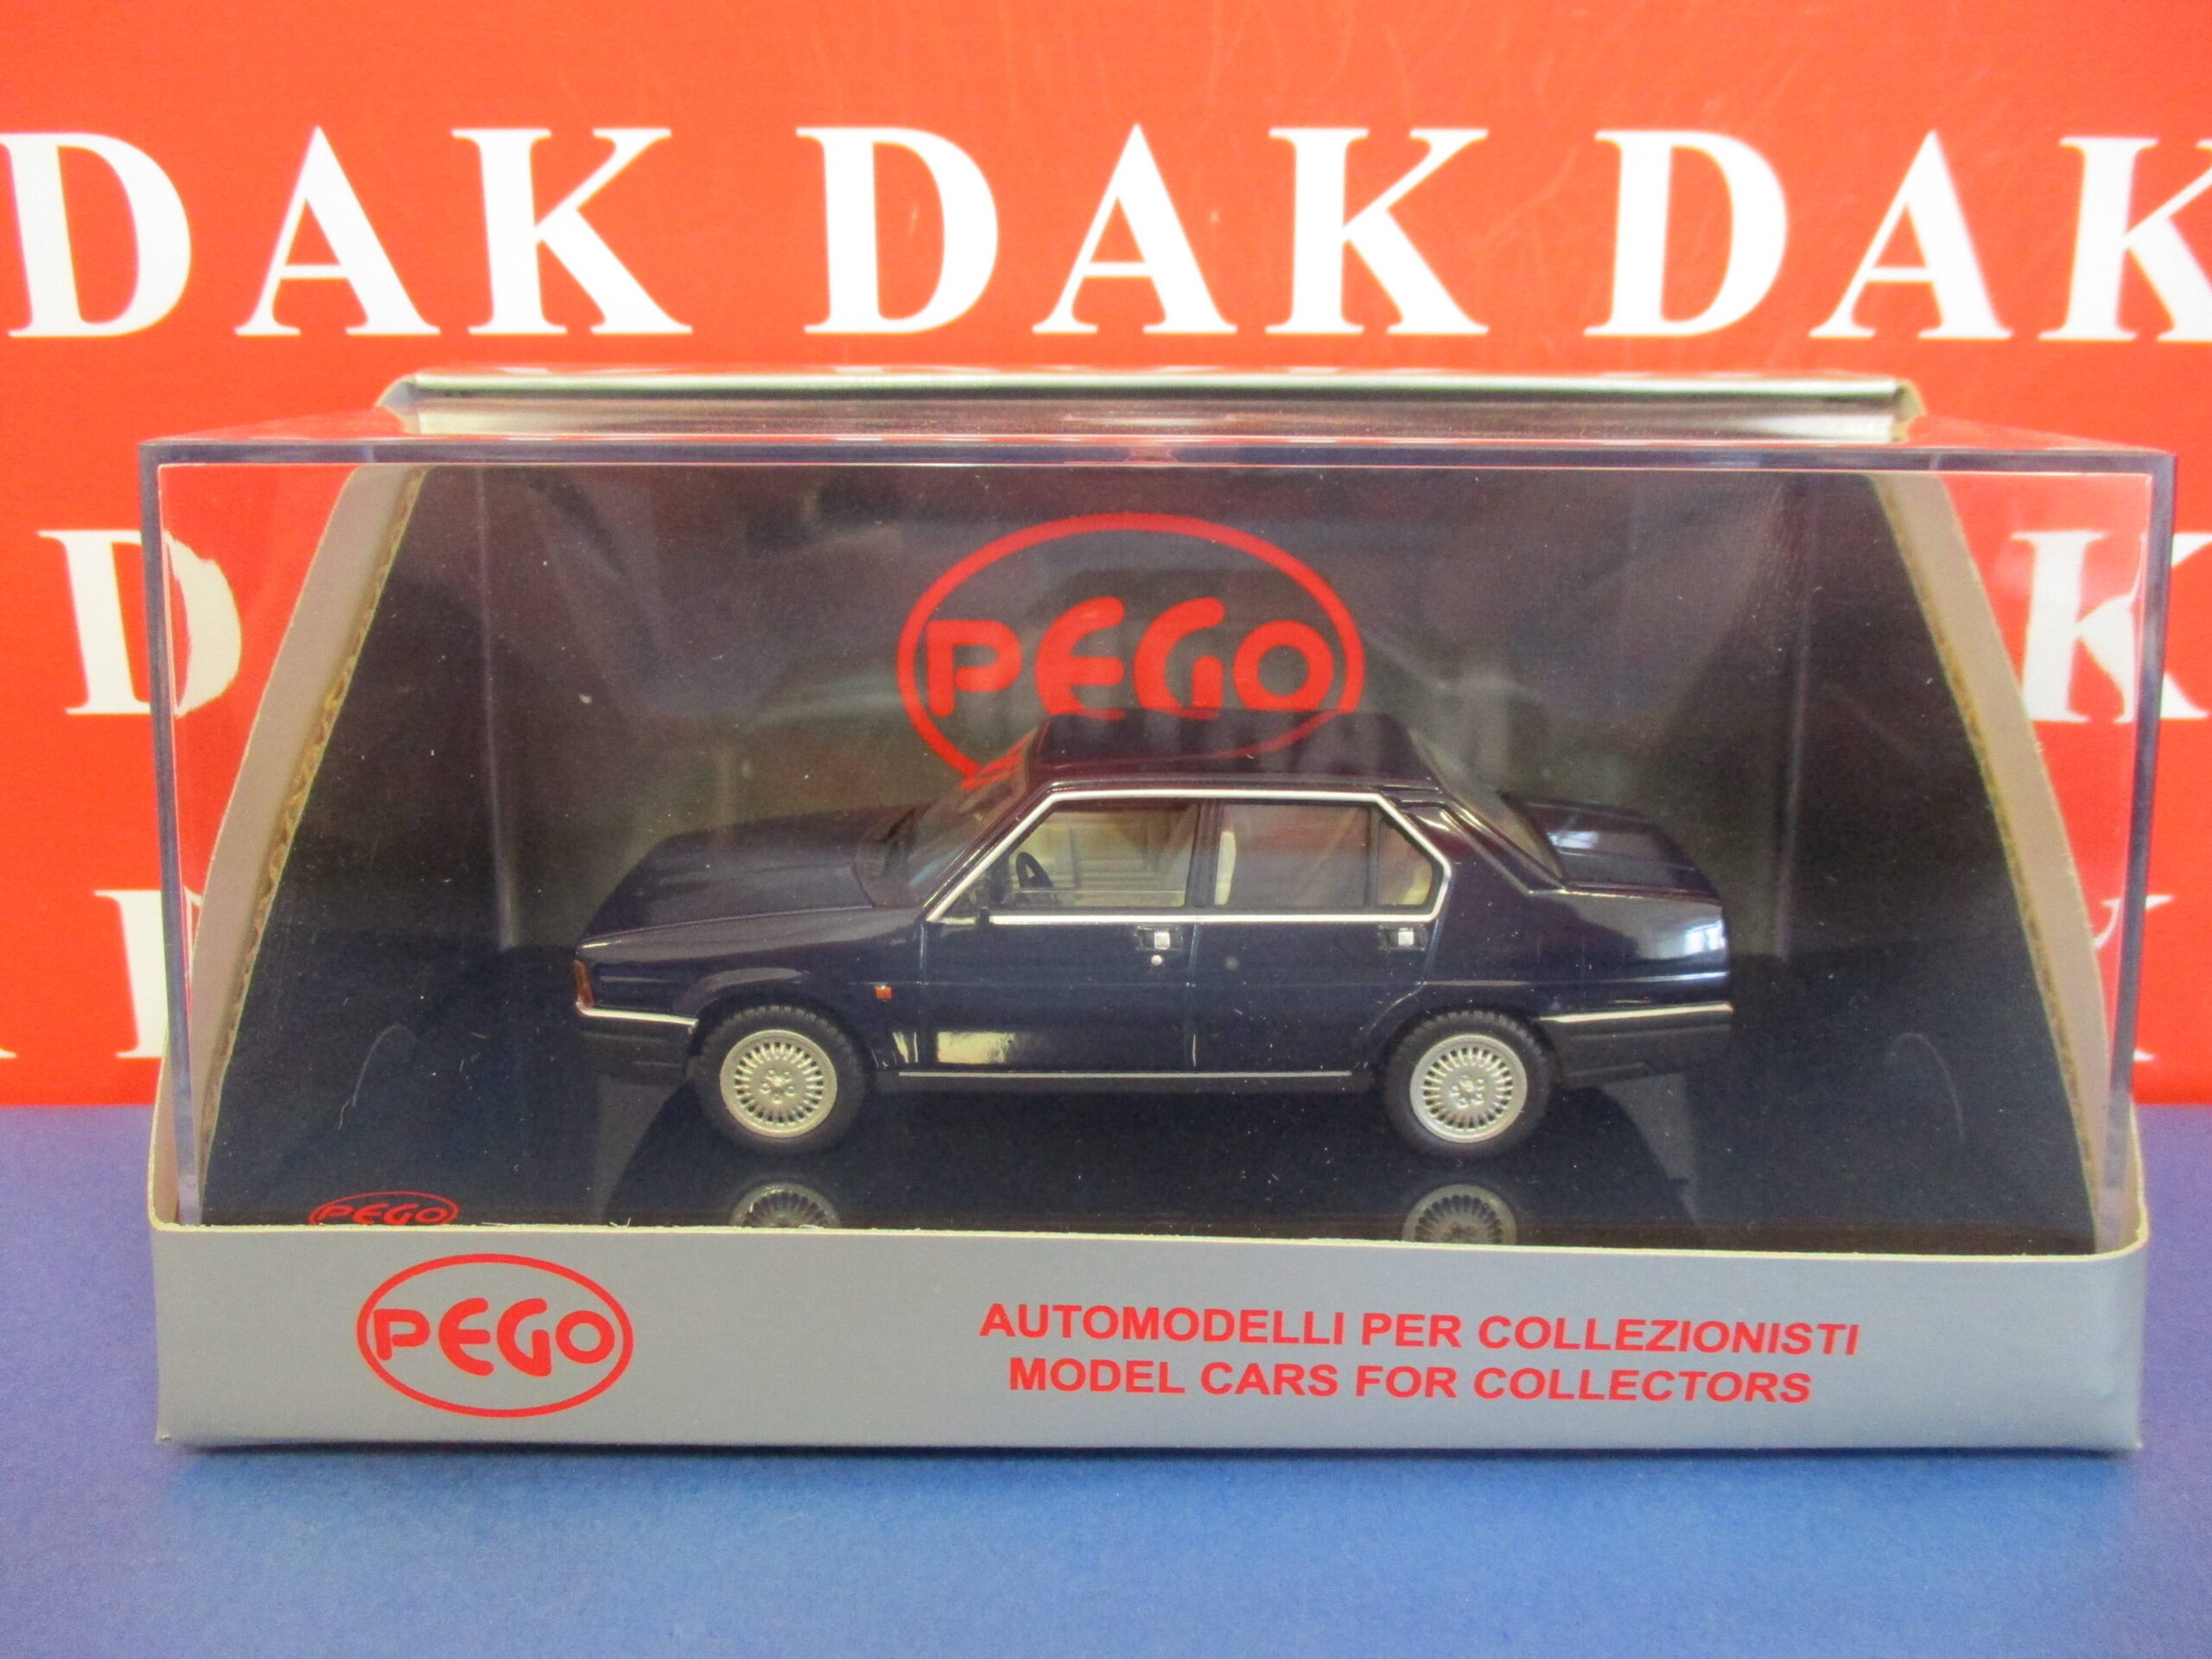 DAK DAK DAK
D K
D
PEGO
PEGO
PEGO
AUTOMODELLI PER COLLEZIONISTI
MODEL CARS FOR COLLECTORS